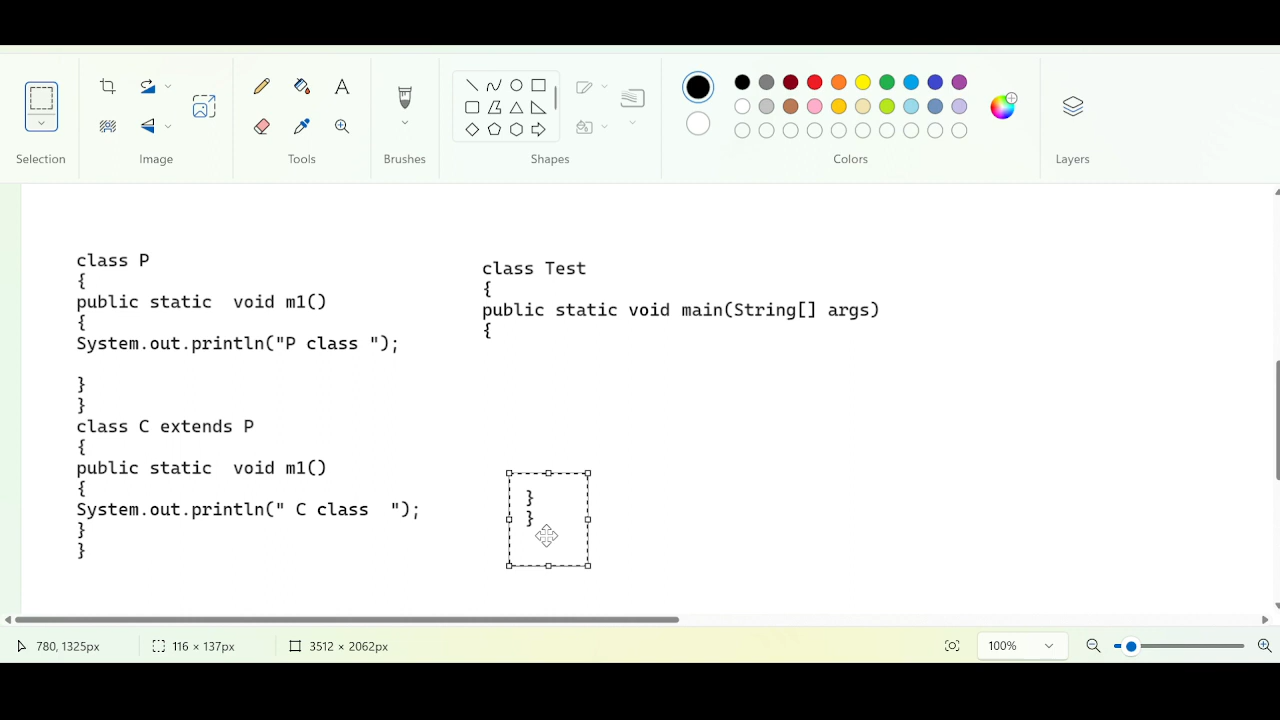 Selection
Image
Tools
Brushes
Shapes
Colors
Layers
class P
{
public static  void m1()
{
System.out.println("P class ");
}
}
class C extends P
{
public static  void m1()
{
System.out.println(" C class  ");
}
}
class Test
{
public static void main(String[] args)
{
}
}
780, 1325px
116 × 137px
3512 × 2062px
100%